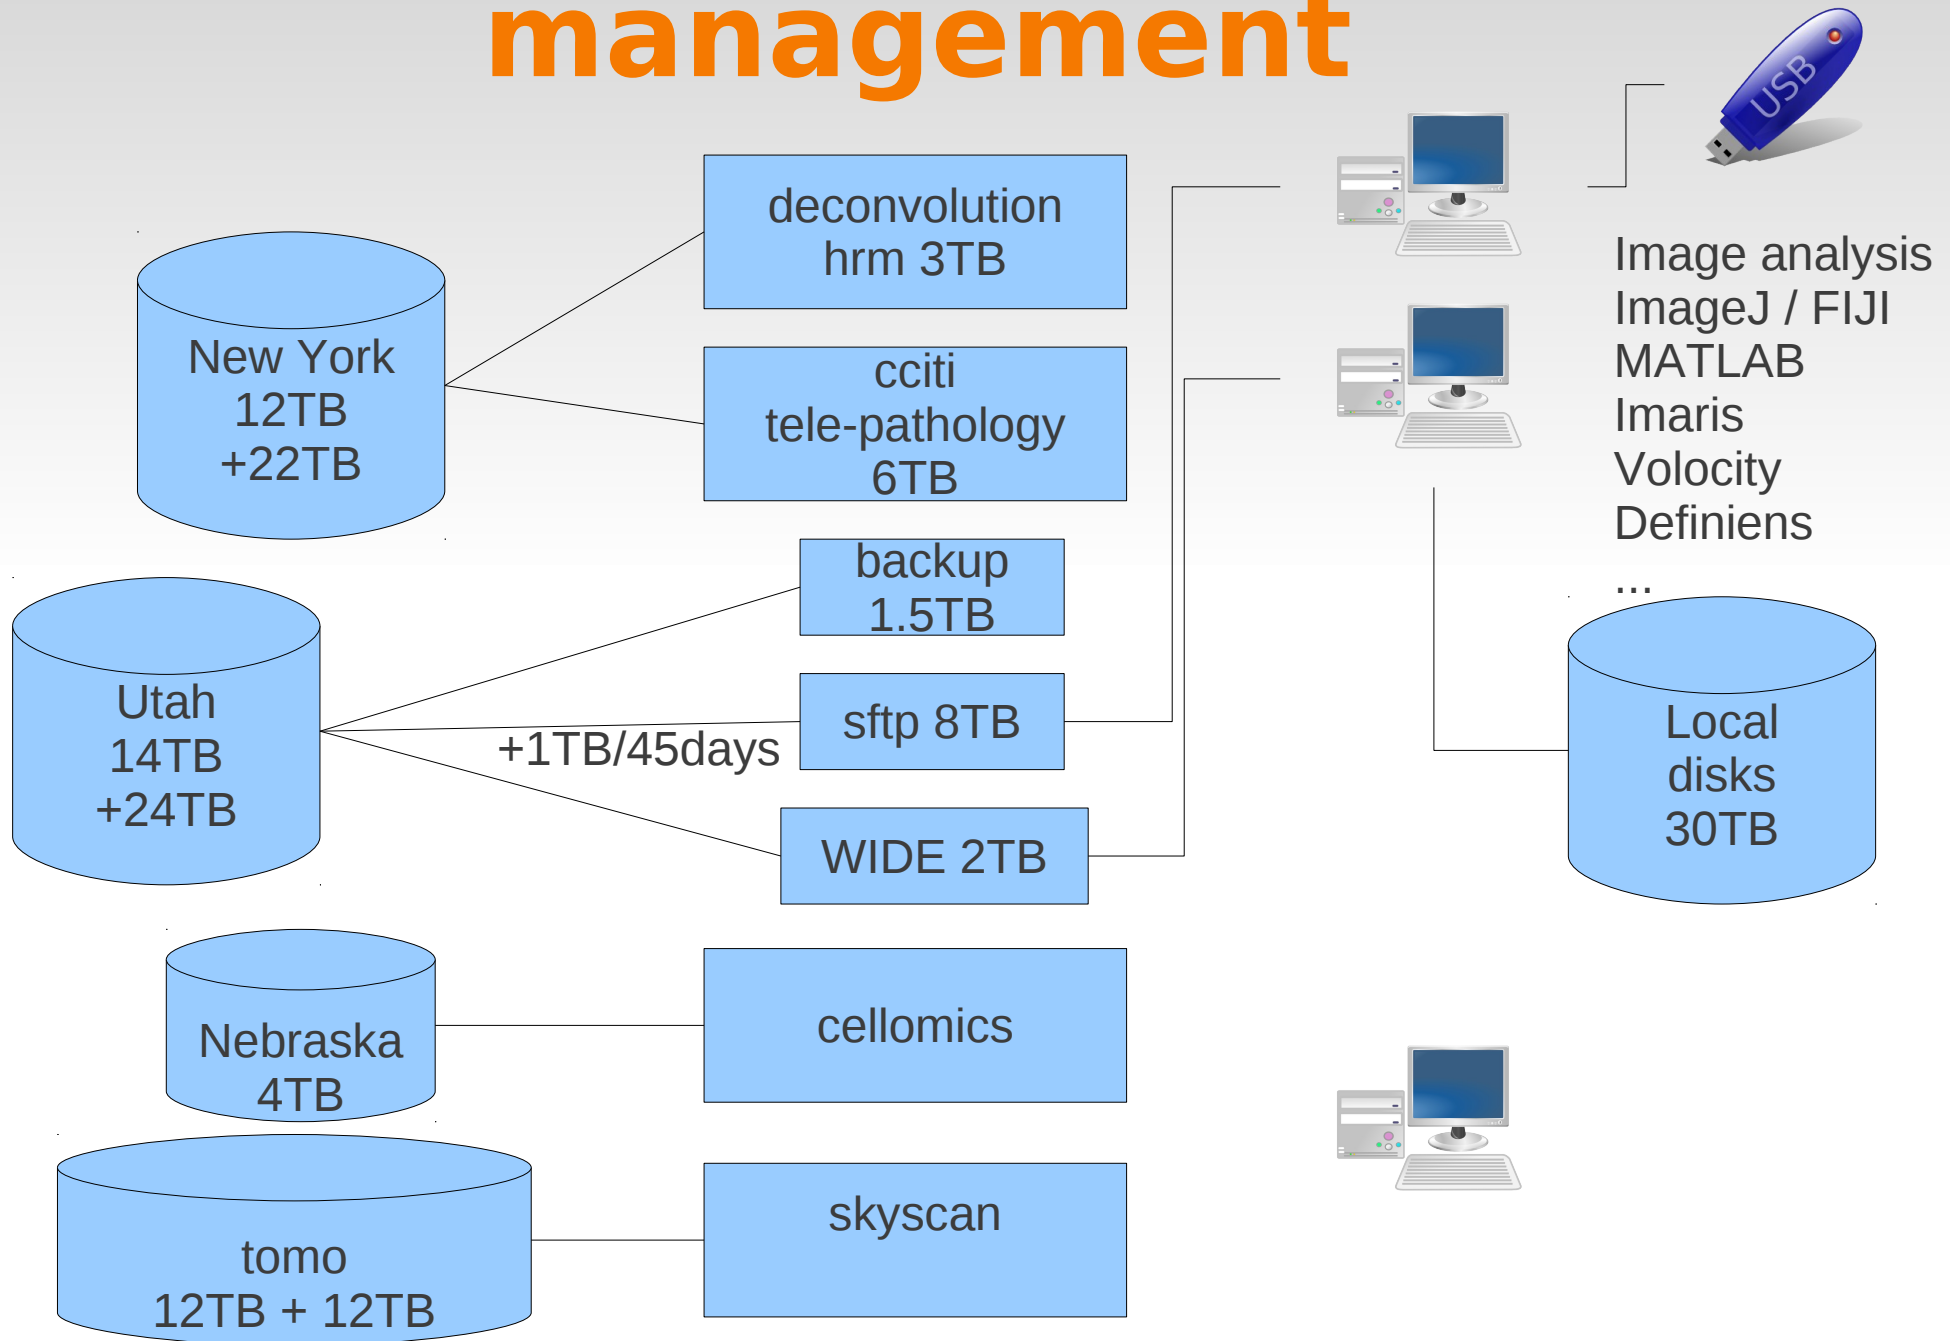 management
USB
deconvolution
hrm 3TB
New York
12TB
+22TB
cciti
tele-pathology
6TB
Image analysis
ImageJ / FIJI
MATLAB
Imaris
Volocity
Definiens
...
backup
1.5TB
Utah
14TB
+24TB
sftp 8TB
+1TB/45days
WIDE 2TB
Local
disks
30TB
Nebraska
4TB
cellomics
tomo
12TB + 12TB
skyscan